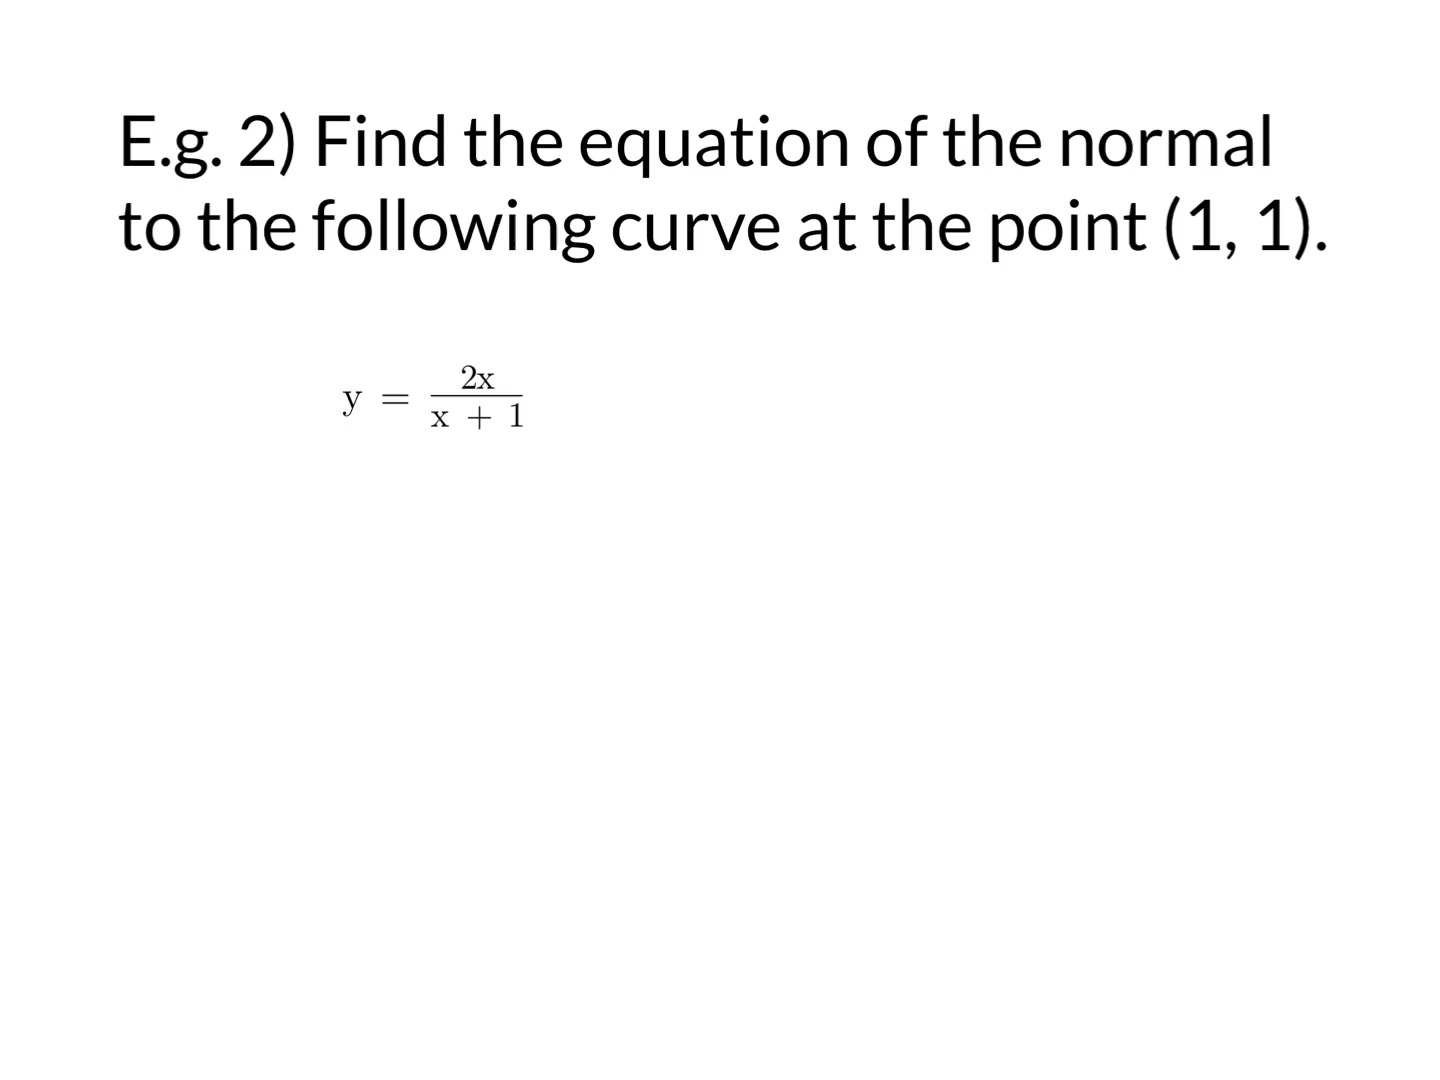 E.g. 2) Find the equation of the normal
to the following curve at the point (1, 1).
y = 2x / x + 1